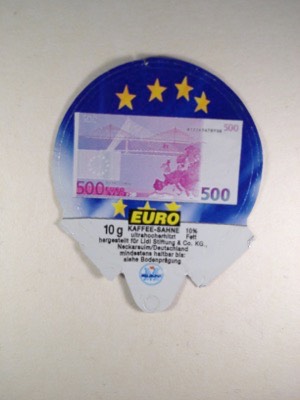 500
500 500
EURO
10 g KAFFEE-SAHNE 10%
ultrahocherhitzt Fett
hergestellt für Lidl Stiftung & Co. KG.,
Neckarsulm/Deutschland
mindestens haltbar bis:
siehe Bodenprägung